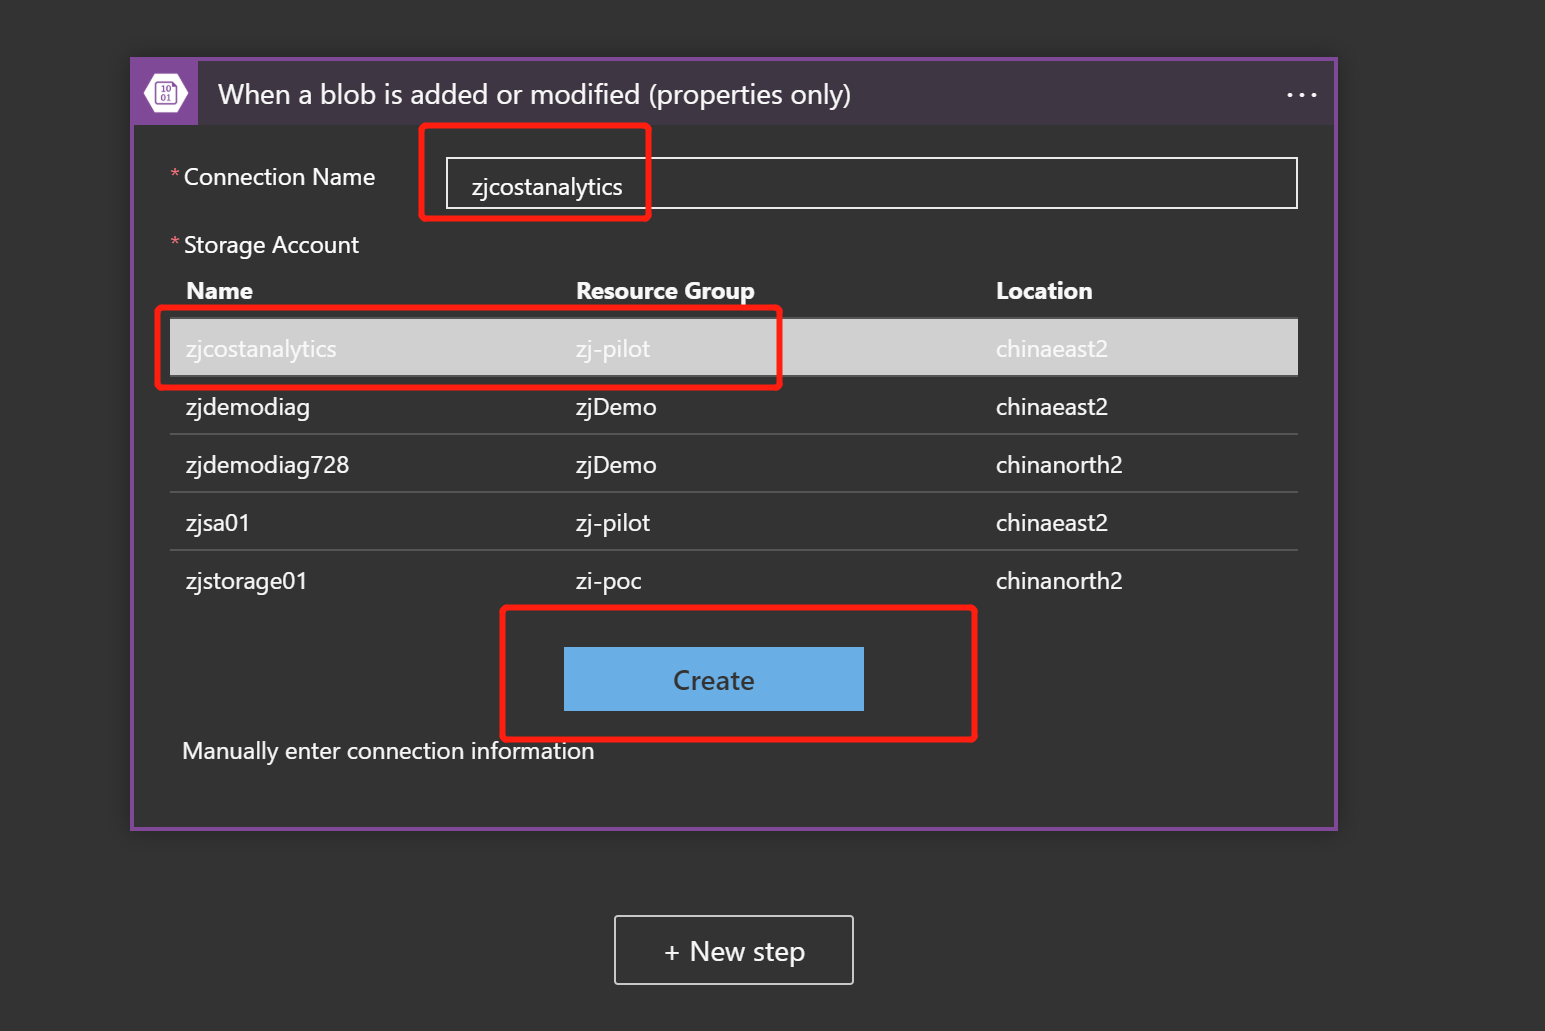 10
01
When a blob is added or modified (properties only)
* Connection Name
zjcostanalytics
* Storage Account
Name Resource Group Location
zjcostanalytics zj-pilot chinaeast2
zjdemodiag zjDemo chinaeast2
zjdemodiag728 zjDemo chinanorth2
zjsa01 zj-pilot chinaeast2
zjstorage01 zi-poc chinanorth2
Create
Manually enter connection information
+ New step